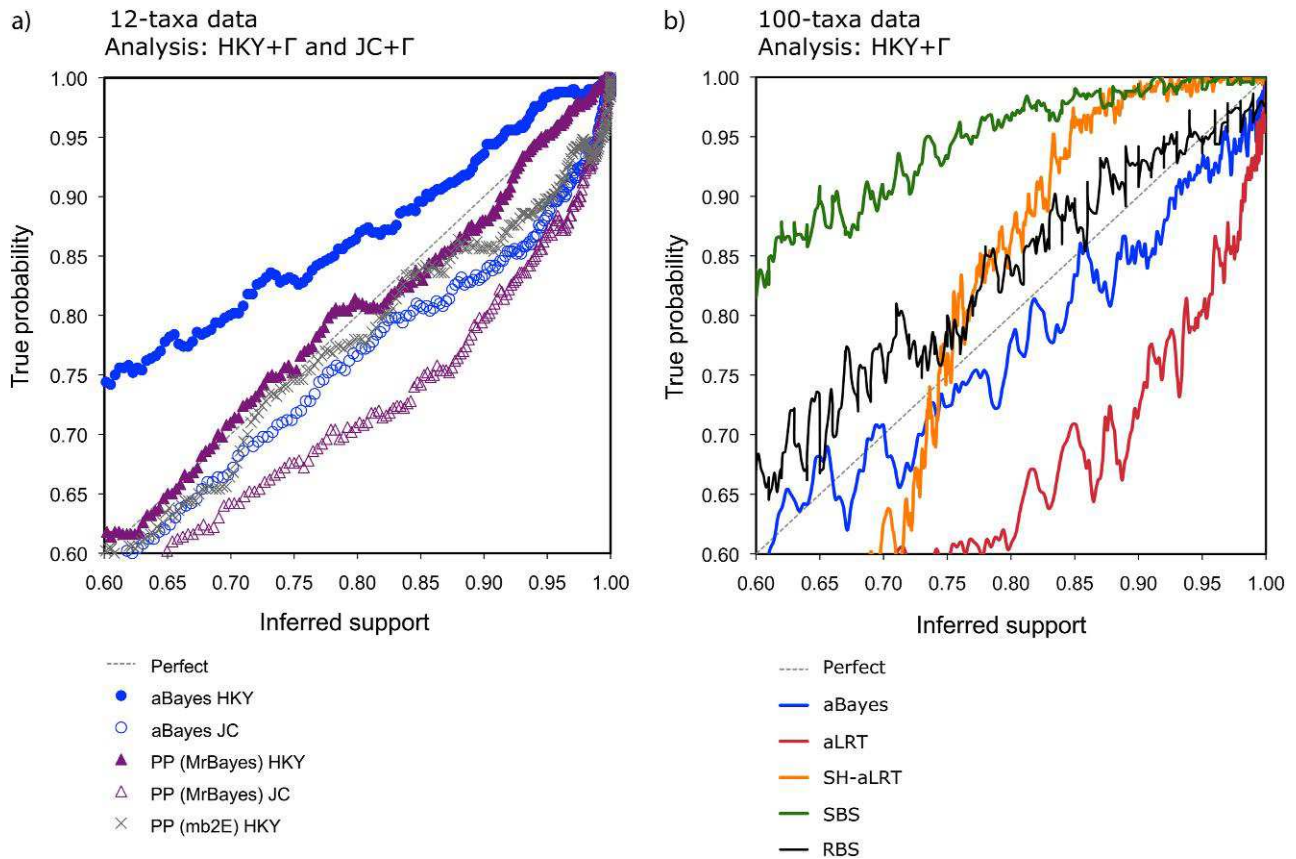 a)
12-taxa data
Analysis: HKY+Γ and JC+Γ
1.00
0.95
0.90
0.85
0.80
0.75
0.70
0.65
0.60
True probability
0.60 0.65 0.70 0.75 0.80 0.85 0.90 0.95 1.00
Inferred support
Perfect
aBayes HKY
aBayes JC
PP (MrBayes) HKY
PP (MrBayes) JC
PP (mb2E) HKY
b)
100-taxa data
Analysis: HKY+Γ
1.00
0.95
0.90
0.85
0.80
0.75
0.70
0.65
0.60
True probability
0.60 0.65 0.70 0.75 0.80 0.85 0.90 0.95 1.00
Inferred support
Perfect
aBayes
aLRT
SH-aLRT
SBS
RBS